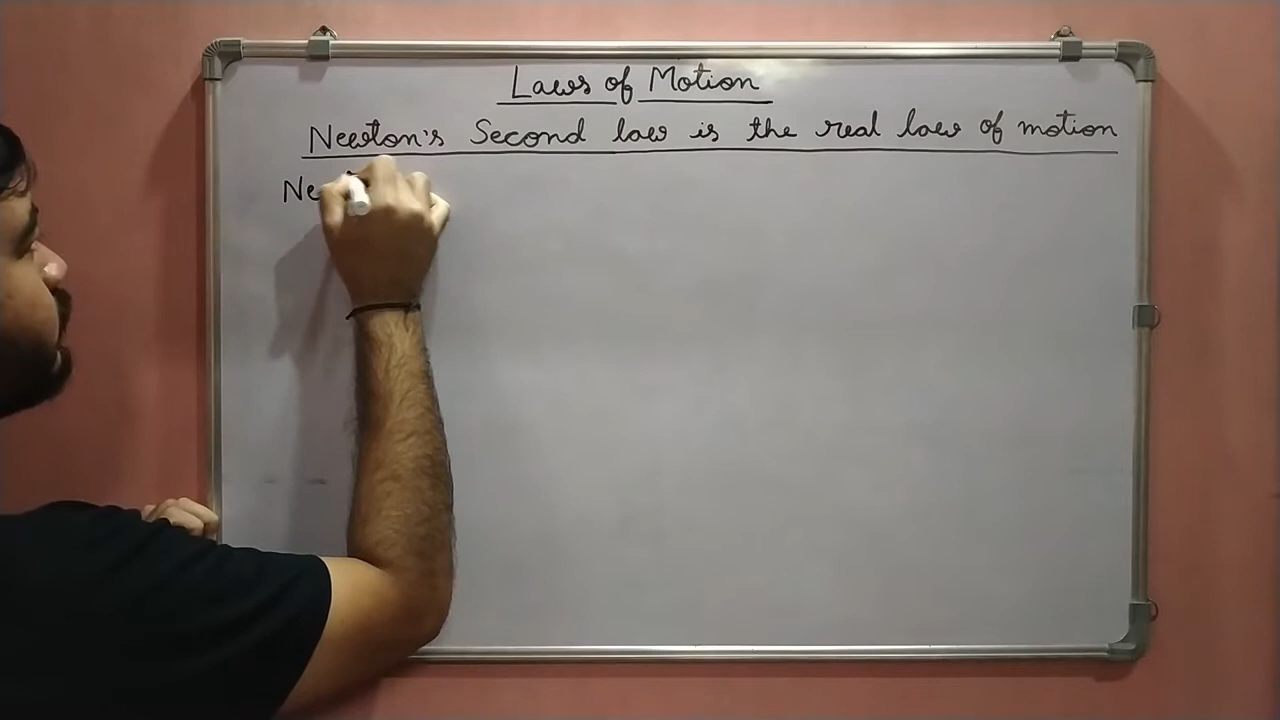 Laws of Motion
Newton's Second law is the real law of motion
Ne